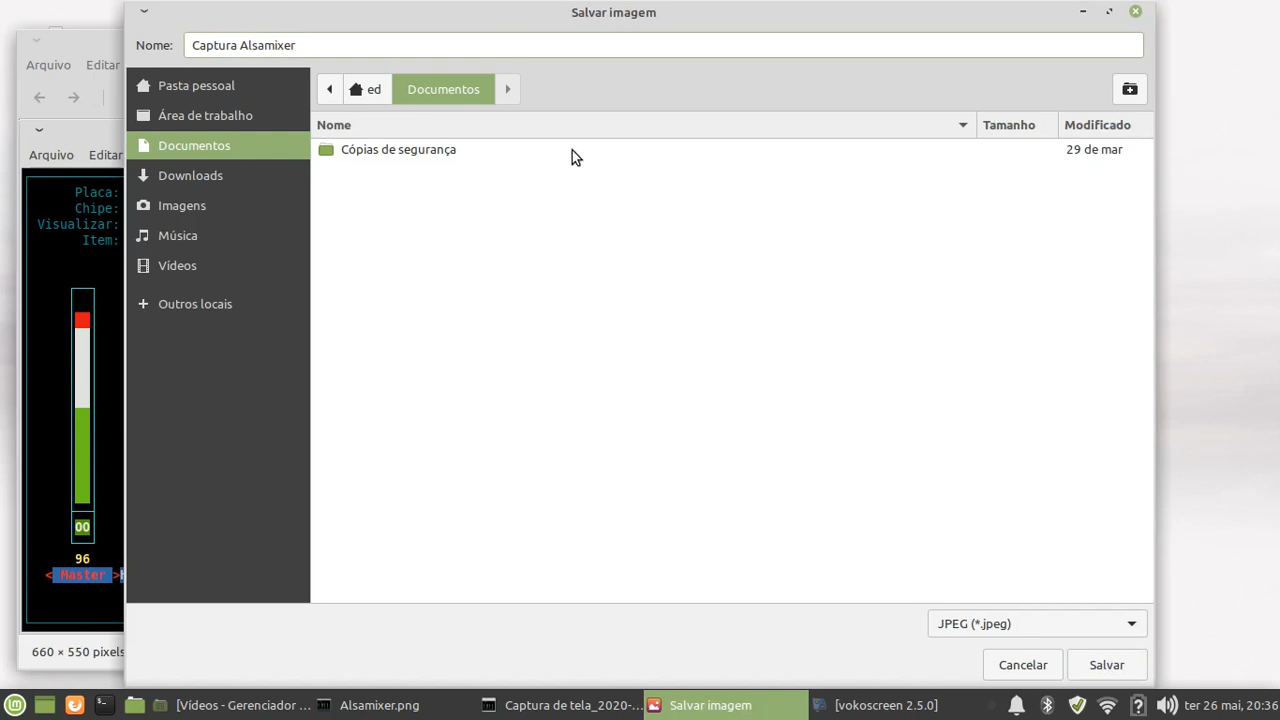 Salvar imagem
Nome: Captura Alsamixer
Arquivo Editar
Pasta pessoal
Área de trabalho
Documentos
Downloads
Imagens
Música
Vídeos
Outros locais
ed Documentos
Nome Tamanho Modificado
Cópias de segurança 29 de mar
Arquivo Editar
Placa:
Chipe:
Visualizar:
Item:
00
96
< Master >
660 × 550 pixels
JPEG (*.jpeg)
Cancelar Salvar
[Vídeos - Gerenciador ... Alsamixer.png Captura de tela_2020-... Salvar imagem [vokoscreen 2.5.0] ter 26 mai, 20:36